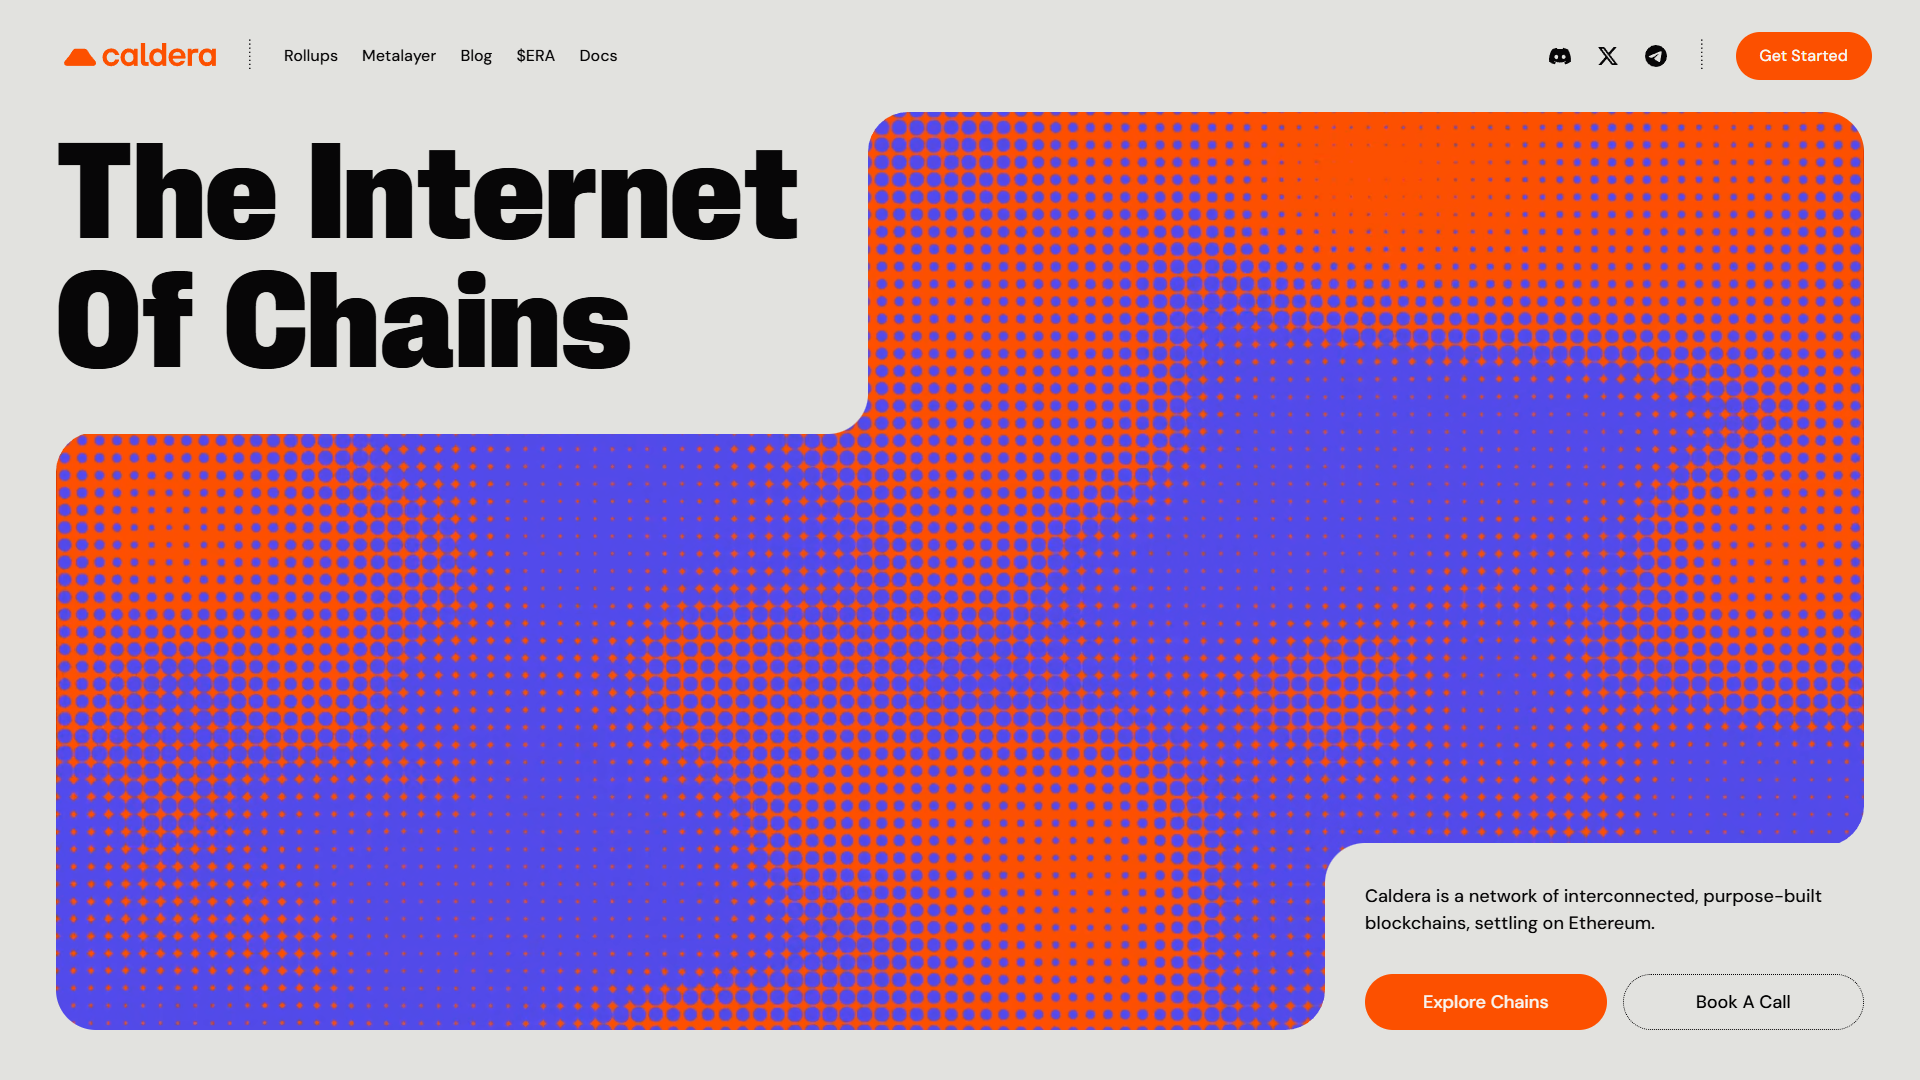 caldera
Rollups Metalayer Blog $ERA Docs
Get Started
The Internet
Of Chains
Caldera is a network of interconnected, purpose-built
blockchains, settling on Ethereum.
Explore Chains
Book A Call